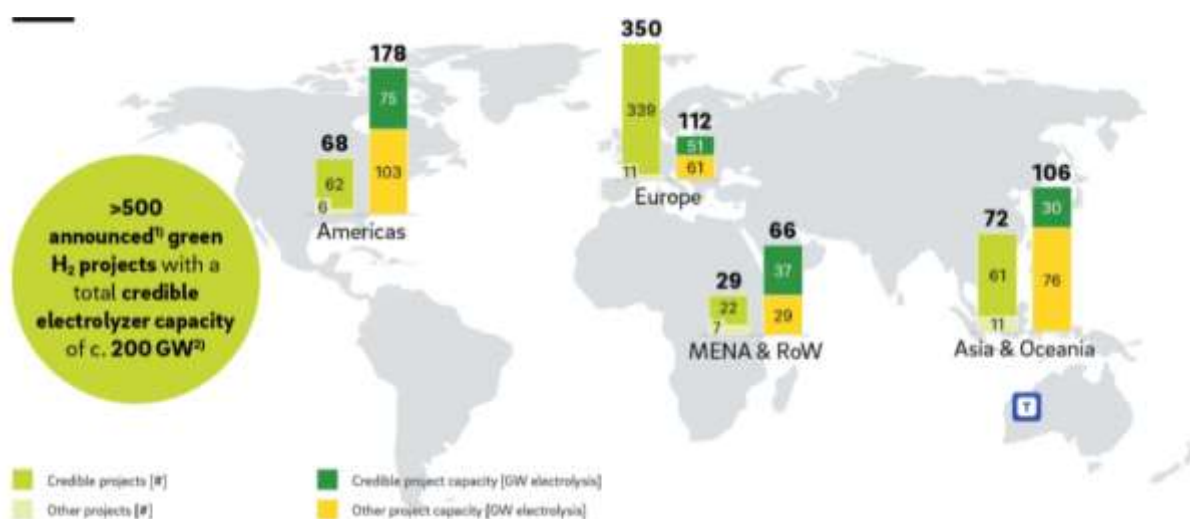 350
178
75
339
112
68
51
103
62
61
106
11
6
Europe
30
>500
Americas
72
announced¹⁾ green
66
H₂ projects with a
37
61
76
total credible
29
electrolyzer capacity
22
29
11
of c. 200 GW²⁾
7
MENA & RoW
Asia & Oceania
T
Credible projects [#]
Credible project capacity [GW electrolysis]
Other projects [#]
Other project capacity [GW electrolysis]